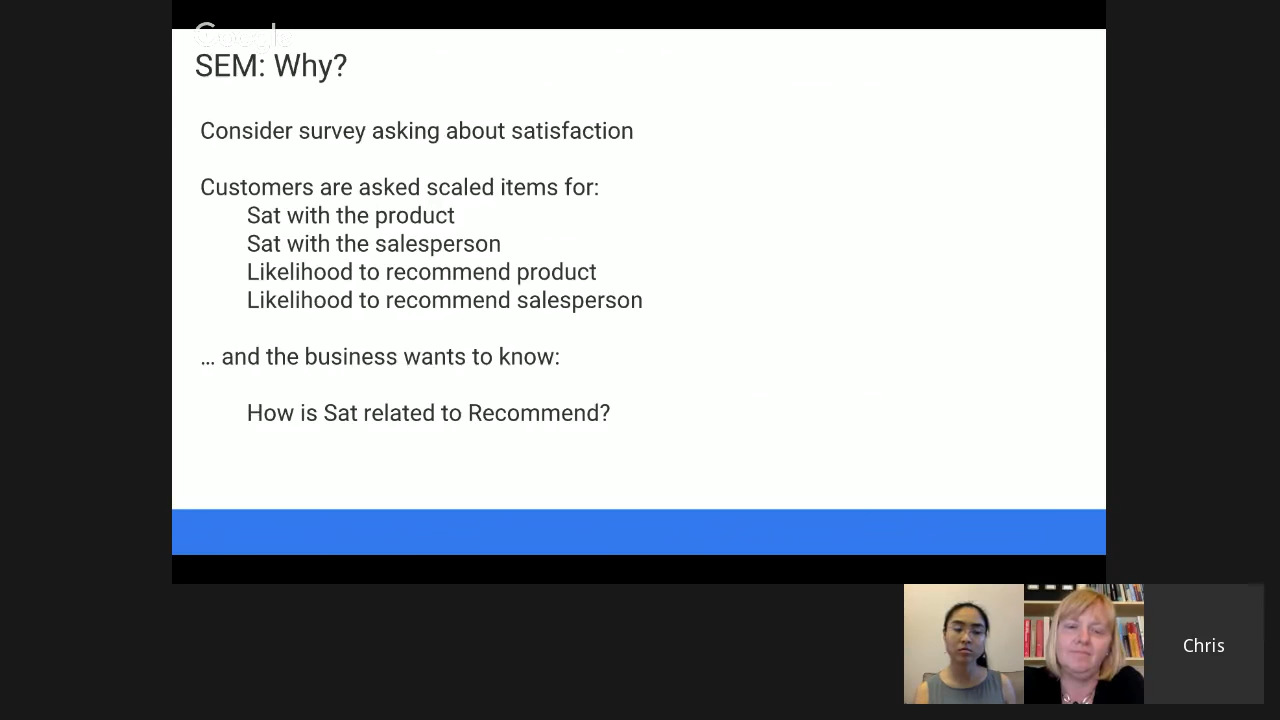 Google
SEM: Why?
Consider survey asking about satisfaction
Customers are asked scaled items for:
Sat with the product
Sat with the salesperson
Likelihood to recommend product
Likelihood to recommend salesperson
… and the business wants to know:
How is Sat related to Recommend?
Chris